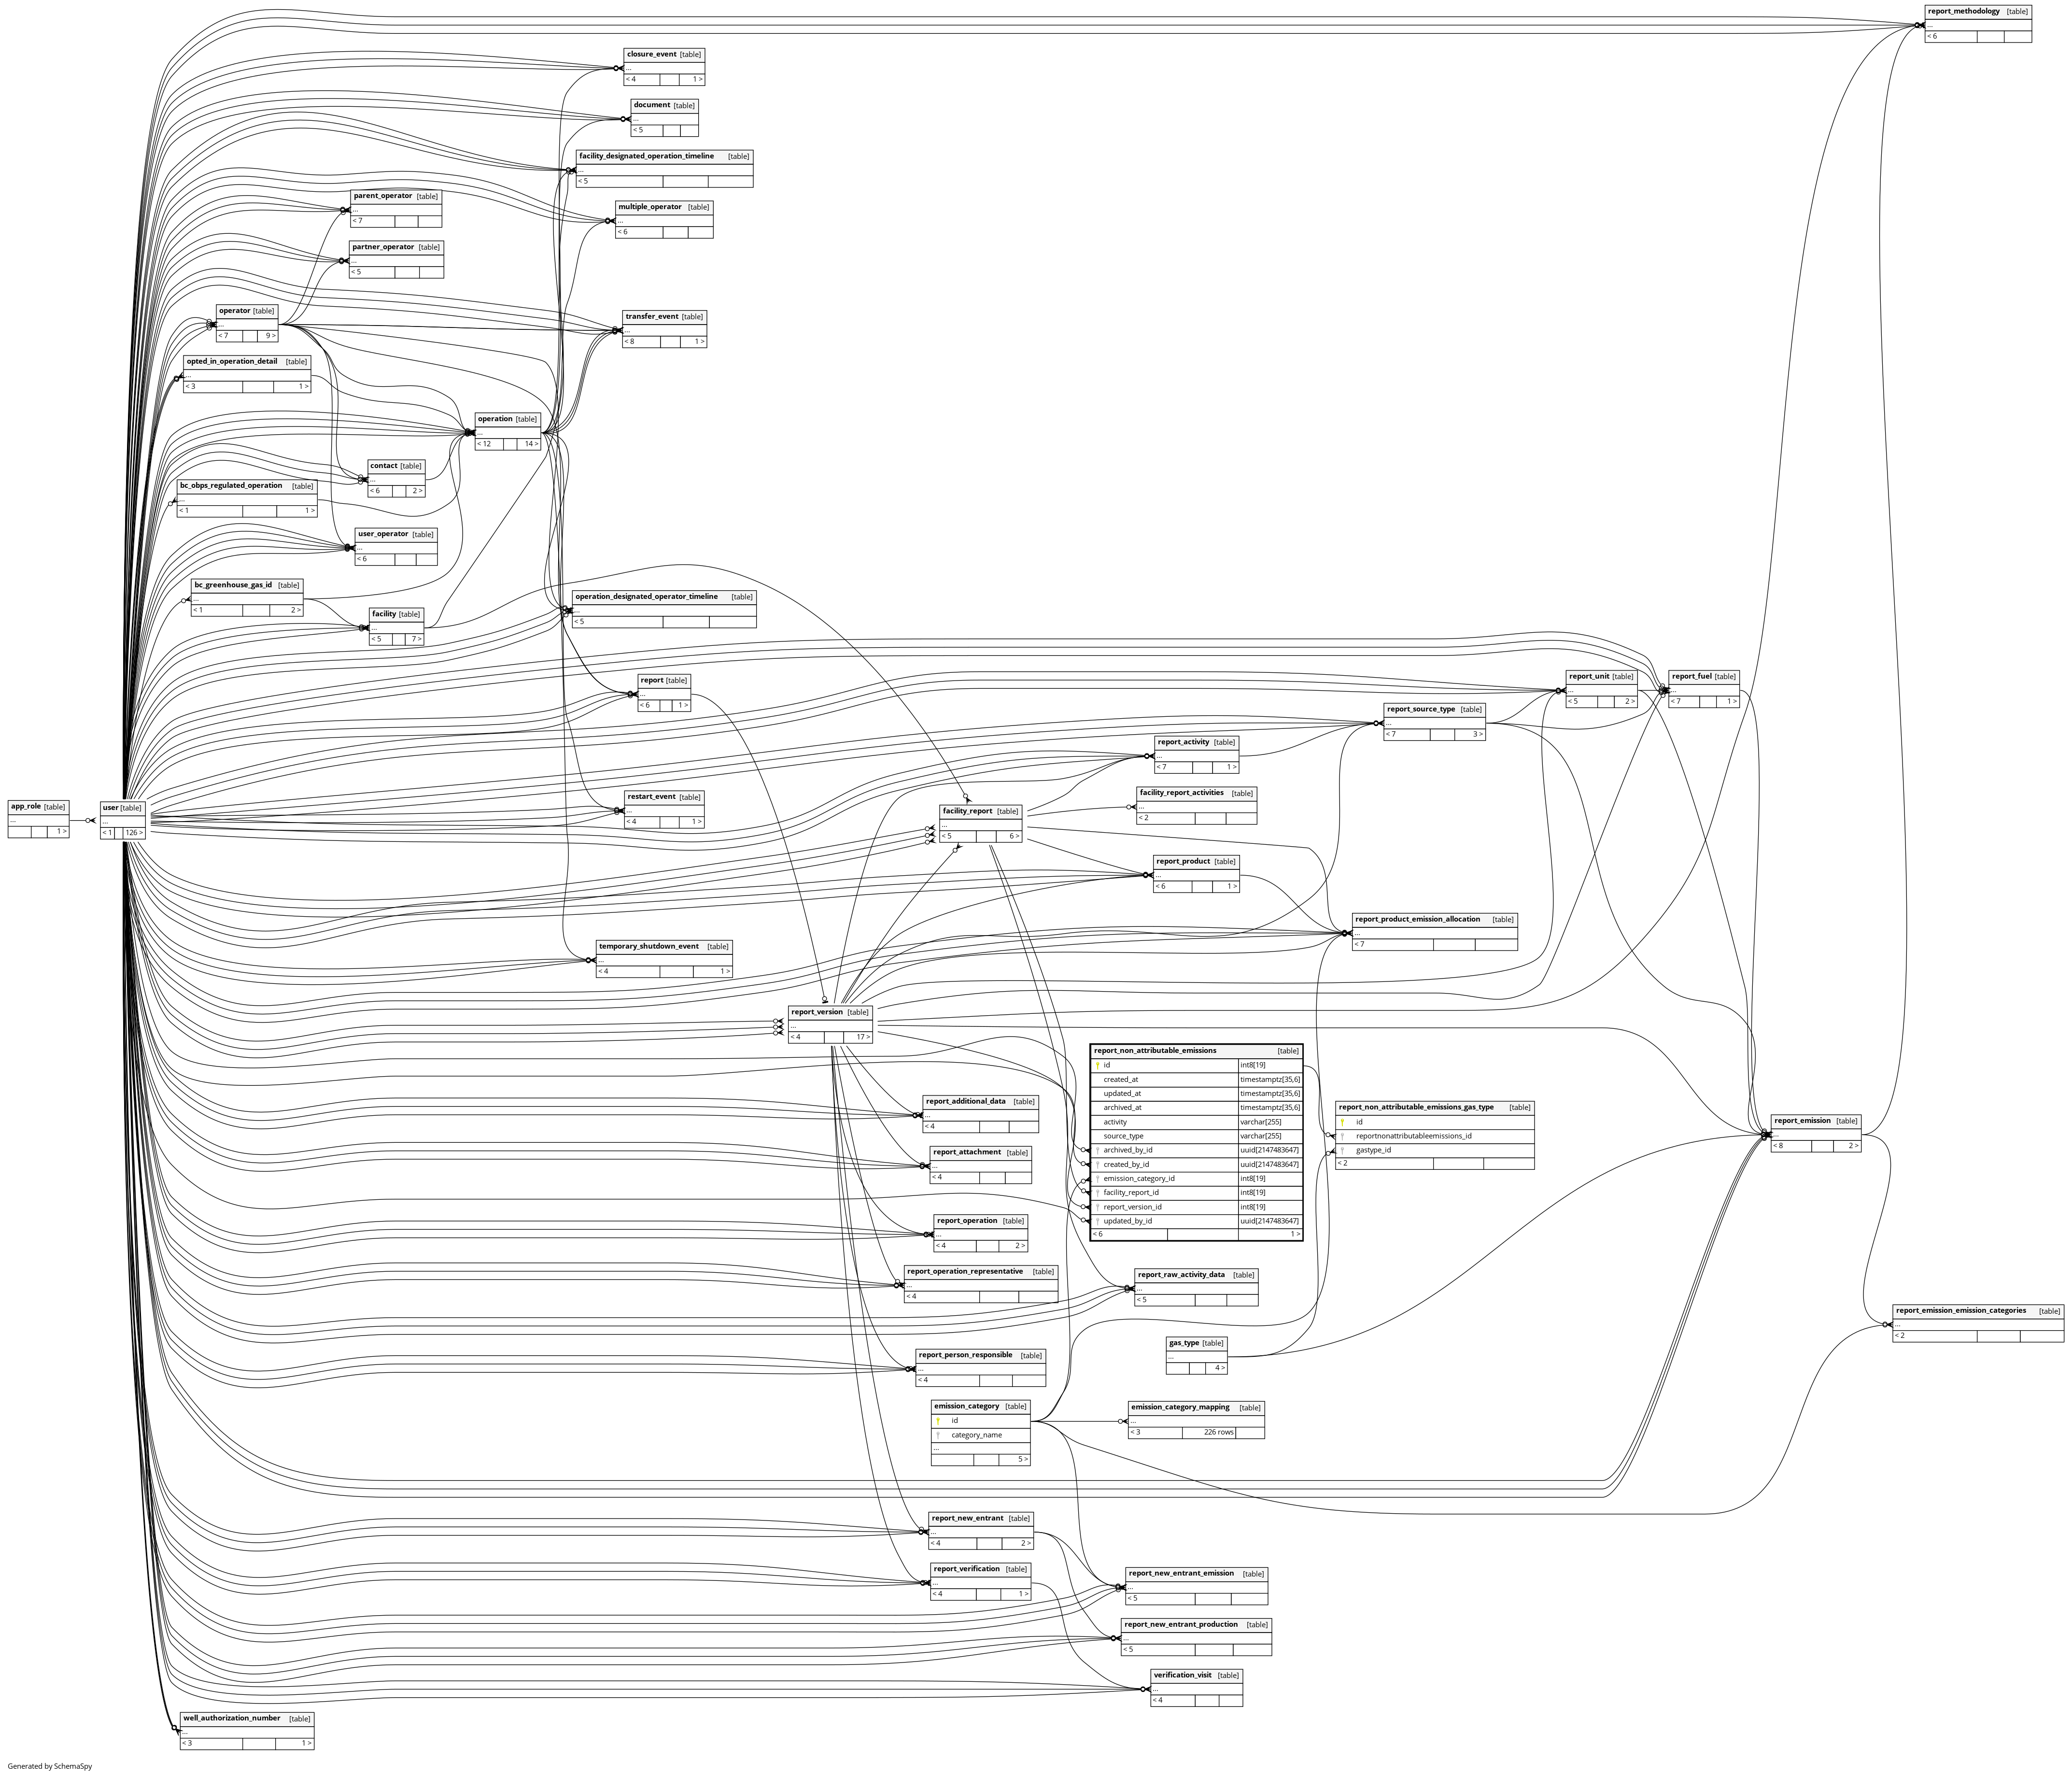 report_methodology [table]
...
< 6
closure_event [table]
...
< 4 1 >
document [table]
...
< 5
facility_designated_operation_timeline [table]
...
< 5
parent_operator [table]
...
< 7
multiple_operator [table]
...
< 6
partner_operator [table]
...
< 5
operator [table]
...
< 7 9 >
transfer_event [table]
...
< 8 1 >
opted_in_operation_detail [table]
...
< 3 1 >
operation [table]
...
< 12 14 >
contact [table]
...
< 6 2 >
bc_obps_regulated_operation [table]
...
< 1 1 >
user_operator [table]
...
< 6
bc_greenhouse_gas_id [table]
...
< 1 2 >
operation_designated_operator_timeline [table]
...
< 5
facility [table]
...
< 5 7 >
report [table]
...
< 6 1 >
report_unit [table]
...
< 5 2 >
report_fuel [table]
...
< 7 1 >
report_source_type [table]
...
< 7 3 >
report_activity [table]
...
< 7 1 >
facility_report_activities [table]
...
< 2
restart_event [table]
...
< 4 1 >
app_role [table]
...
1 >
user [table]
...
< 1 126 >
facility_report [table]
...
< 5 6 >
report_product [table]
...
< 6 1 >
report_product_emission_allocation [table]
...
< 7
temporary_shutdown_event [table]
...
< 4 1 >
report_version [table]
...
< 4 17 >
report_non_attributable_emissions [table]
id int8[19]
created_at timestamptz[35,6]
updated_at timestamptz[35,6]
archived_at timestamptz[35,6]
activity varchar[255]
source_type varchar[255]
archived_by_id uuid[2147483647]
created_by_id uuid[2147483647]
emission_category_id int8[19]
facility_report_id int8[19]
report_version_id int8[19]
updated_by_id uuid[2147483647]
< 6 1 >
report_non_attributable_emissions_gas_type [table]
id
reportnonattributableemissions_id
gastype_id
< 2
report_emission [table]
...
< 8 2 >
report_additional_data [table]
...
< 4
report_attachment [table]
...
< 4
report_operation [table]
...
< 4 2 >
report_operation_representative [table]
...
< 4
report_raw_activity_data [table]
...
< 5
report_emission_emission_categories [table]
...
< 2
gas_type [table]
...
4 >
report_person_responsible [table]
...
< 4
emission_category [table]
id
category_name
...
5 >
emission_category_mapping [table]
...
< 3 226 rows
report_new_entrant [table]
...
< 4 2 >
report_verification [table]
...
< 4 1 >
report_new_entrant_emission [table]
...
< 5
report_new_entrant_production [table]
...
< 5
verification_visit [table]
...
< 4
well_authorization_number [table]
...
< 3 1 >
Generated by SchemaSpy